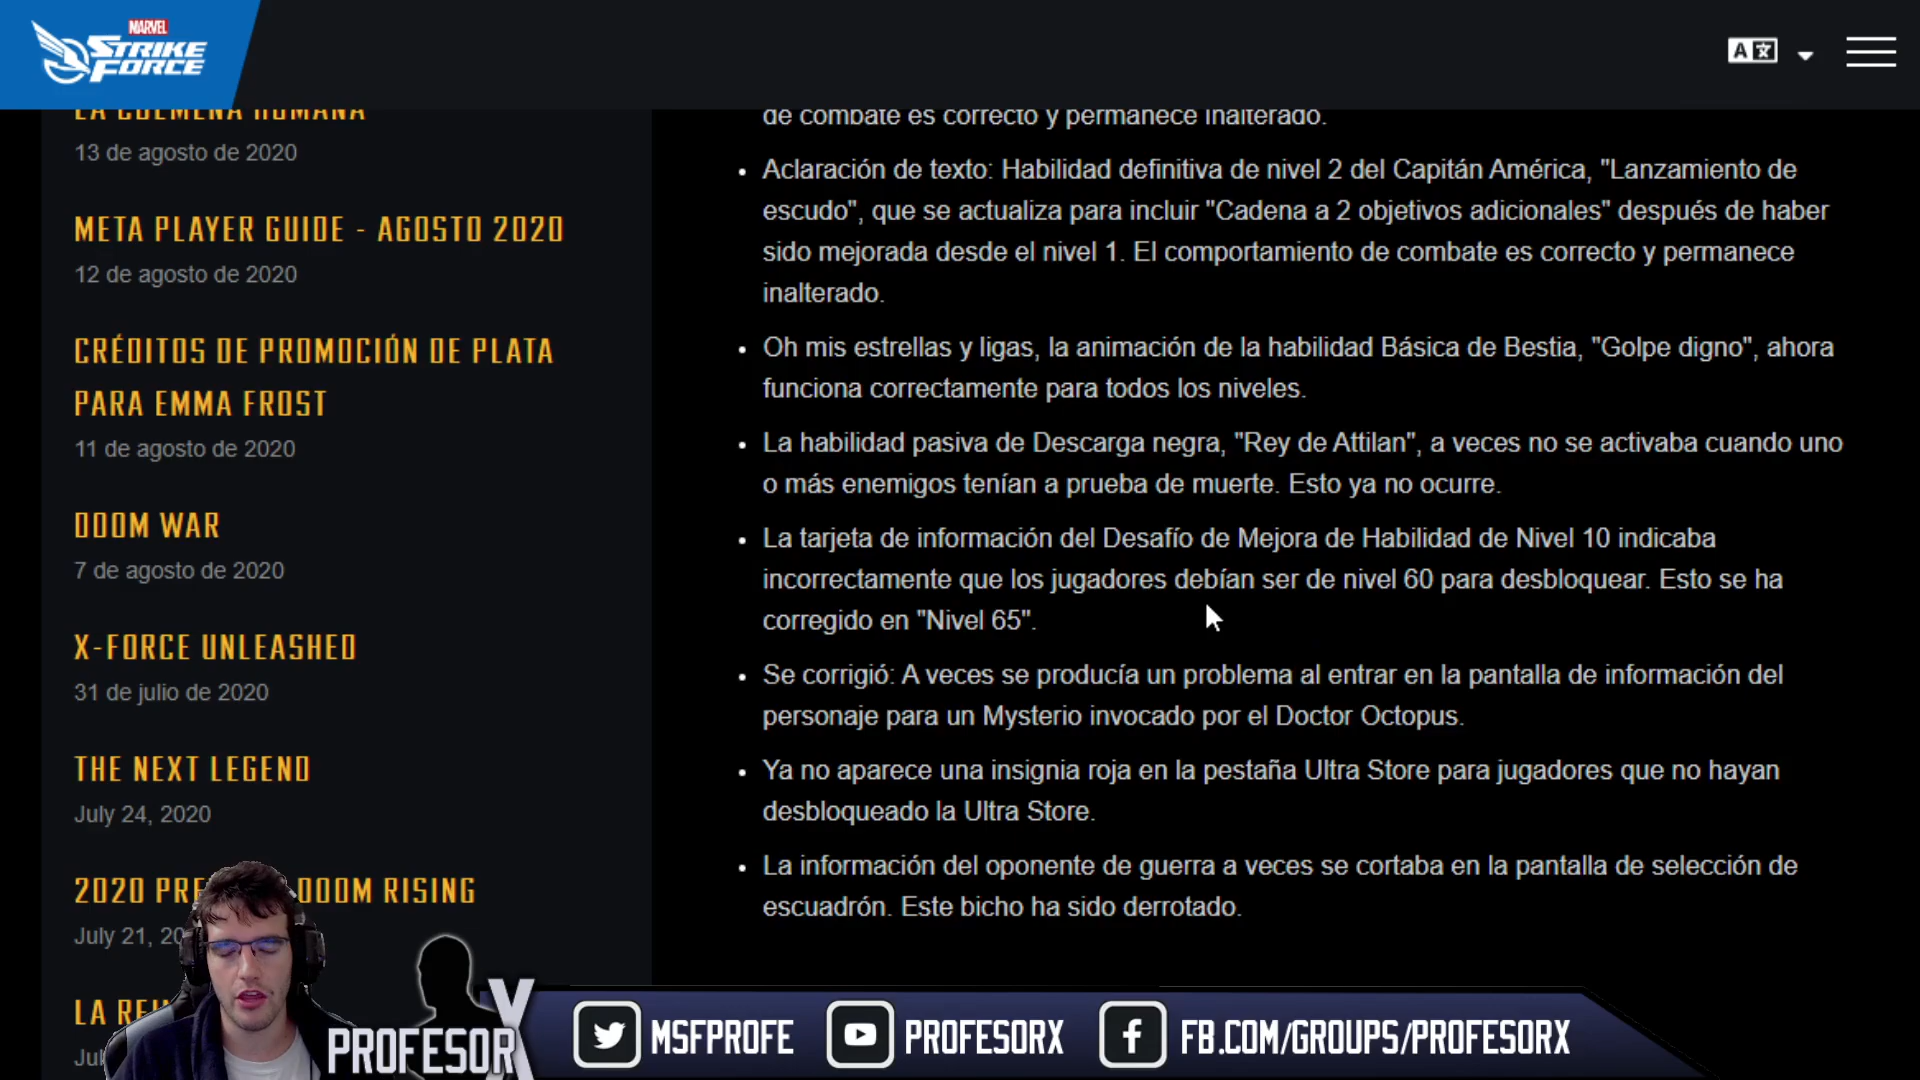 MARVEL
STRIKE
FORCE
A
LA COLMENA HUMANA
13 de agosto de 2020
META PLAYER GUIDE - AGOSTO 2020
12 de agosto de 2020
CRÉDITOS DE PROMOCIÓN DE PLATA
PARA EMMA FROST
11 de agosto de 2020
DOOM WAR
7 de agosto de 2020
X-FORCE UNLEASHED
31 de julio de 2020
THE NEXT LEGEND
July 24, 2020
2020 DOOM RISING
July 21,
LA
de combate es correcto y permanece inalterado.
• Aclaración de texto: Habilidad definitiva de nivel 2 del Capitán América, "Lanzamiento de
escudo", que se actualiza para incluir "Cadena a 2 objetivos adicionales" después de haber
sido mejorada desde el nivel 1. El comportamiento de combate es correcto y permanece
inalterado.
• Oh mis estrellas y ligas, la animación de la habilidad Básica de Bestia, "Golpe digno", ahora
funciona correctamente para todos los niveles.
• La habilidad pasiva de Descarga negra, "Rey de Attilan", a veces no se activaba cuando uno
o más enemigos tenían a prueba de muerte. Esto ya no ocurre.
• La tarjeta de información del Desafío de Mejora de Habilidad de Nivel 10 indicaba
incorrectamente que los jugadores debían ser de nivel 60 para desbloquear. Esto se ha
corregido en "Nivel 65".
• Se corrigió: A veces se producía un problema al entrar en la pantalla de información del
personaje para un Mysterio invocado por el Doctor Octopus.
• Ya no aparece una insignia roja en la pestaña Ultra Store para jugadores que no hayan
desbloqueado la Ultra Store.
• La información del oponente de guerra a veces se cortaba en la pantalla de selección de
escuadrón. Este bicho ha sido derrotado.
PROFESORX
MSFPROFE
PROFESORX
FB.COM/GROUPS/PROFESORX